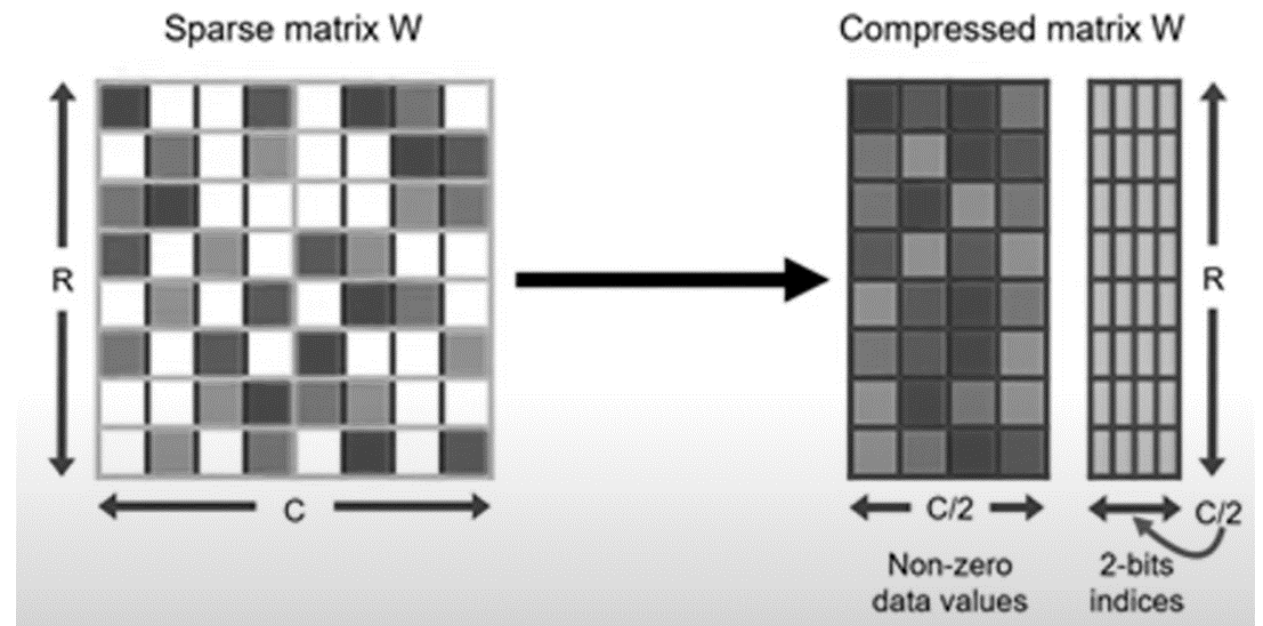 Sparse matrix W
Compressed matrix W
R
R
C
C/2
C/2
Non-zero
data values
2-bits
indices